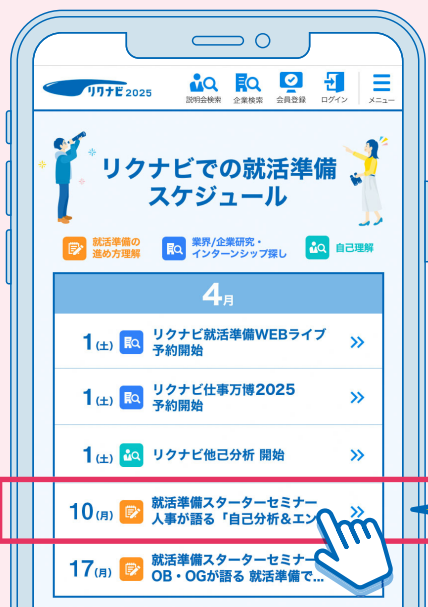 リクナビ2025
説明会検索 企業検索 会員登録 ログイン メニュー
リクナビでの就活準備
スケジュール
就活準備の
進め方理解
業界/企業研究・
インターンシップ探し
自己理解
4月
1(土) リクナビ就活準備WEBライブ
予約開始
1(土) リクナビ仕事万博2025
予約開始
1(土) リクナビ他己分析 開始
10(月) 就活準備スターターセミナー
人事が語る「自己分析&エン
17(月) 就活準備スターターセミナー
OB・OGが語る 就活準備で...